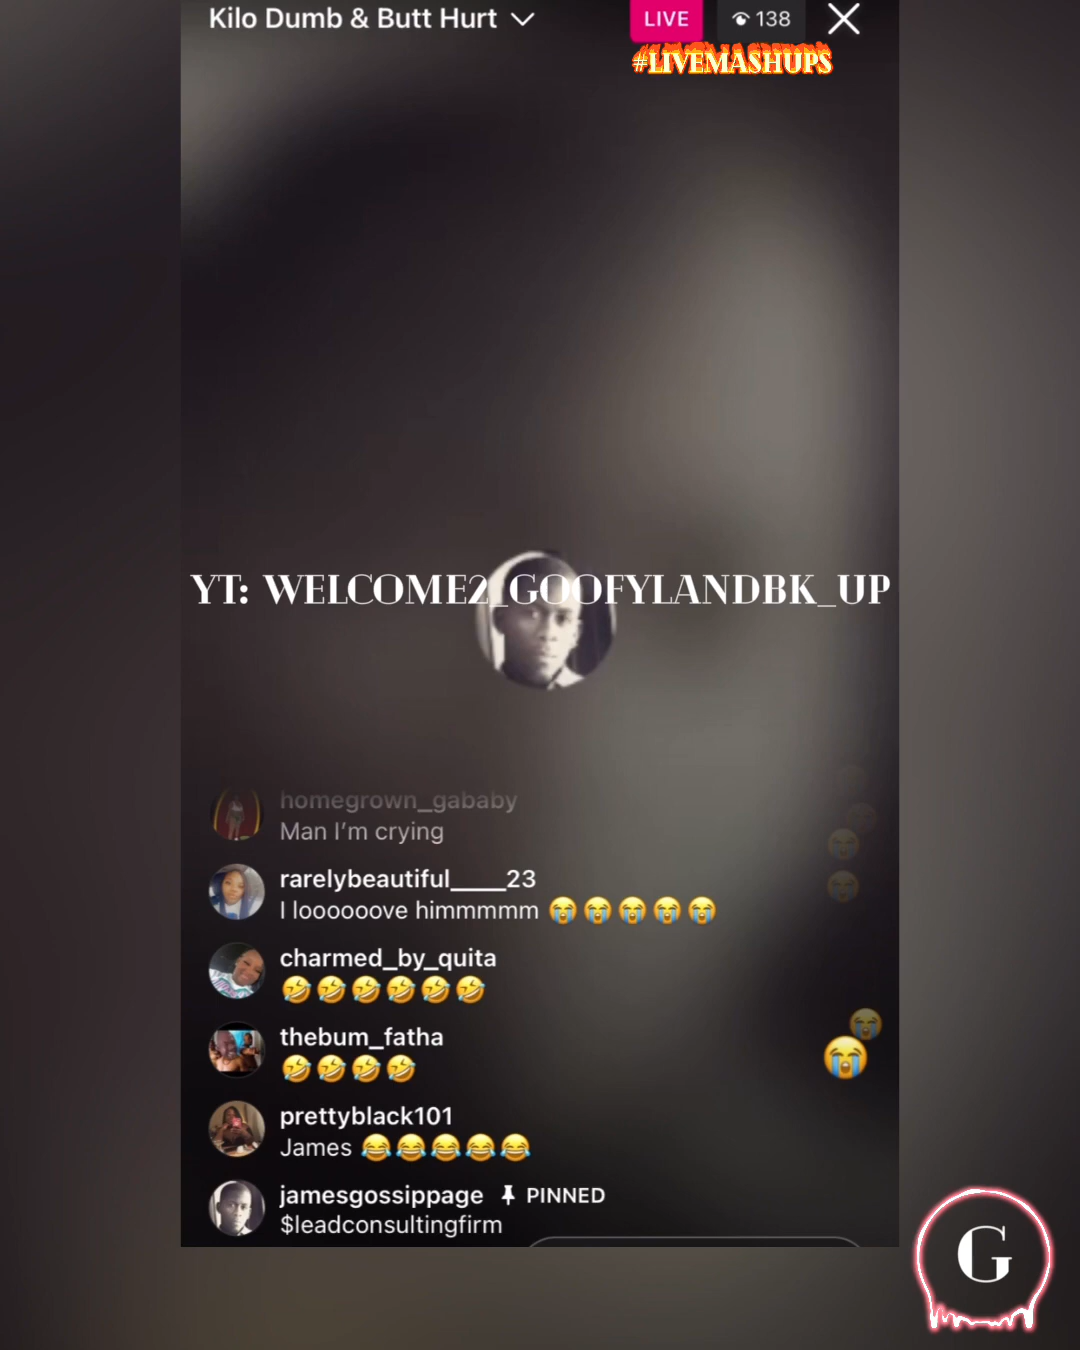 Kilo Dumb & Butt Hurt
LIVE
138
#LIVEMASHUPS
YT: WELCOME2_GOOFYLANDBK_UP
homegrown_gababy
Man I’m crying
rarelybeautiful____23
I looooooove himmmmm 😭😭😭😭😭
charmed_by_quita
🤣🤣🤣🤣🤣🤣
thebum_fatha
🤣🤣🤣🤣
prettyblack101
James 😂😂😂😂😂
jamesgossippage PINNED
$leadconsultingfirm
G